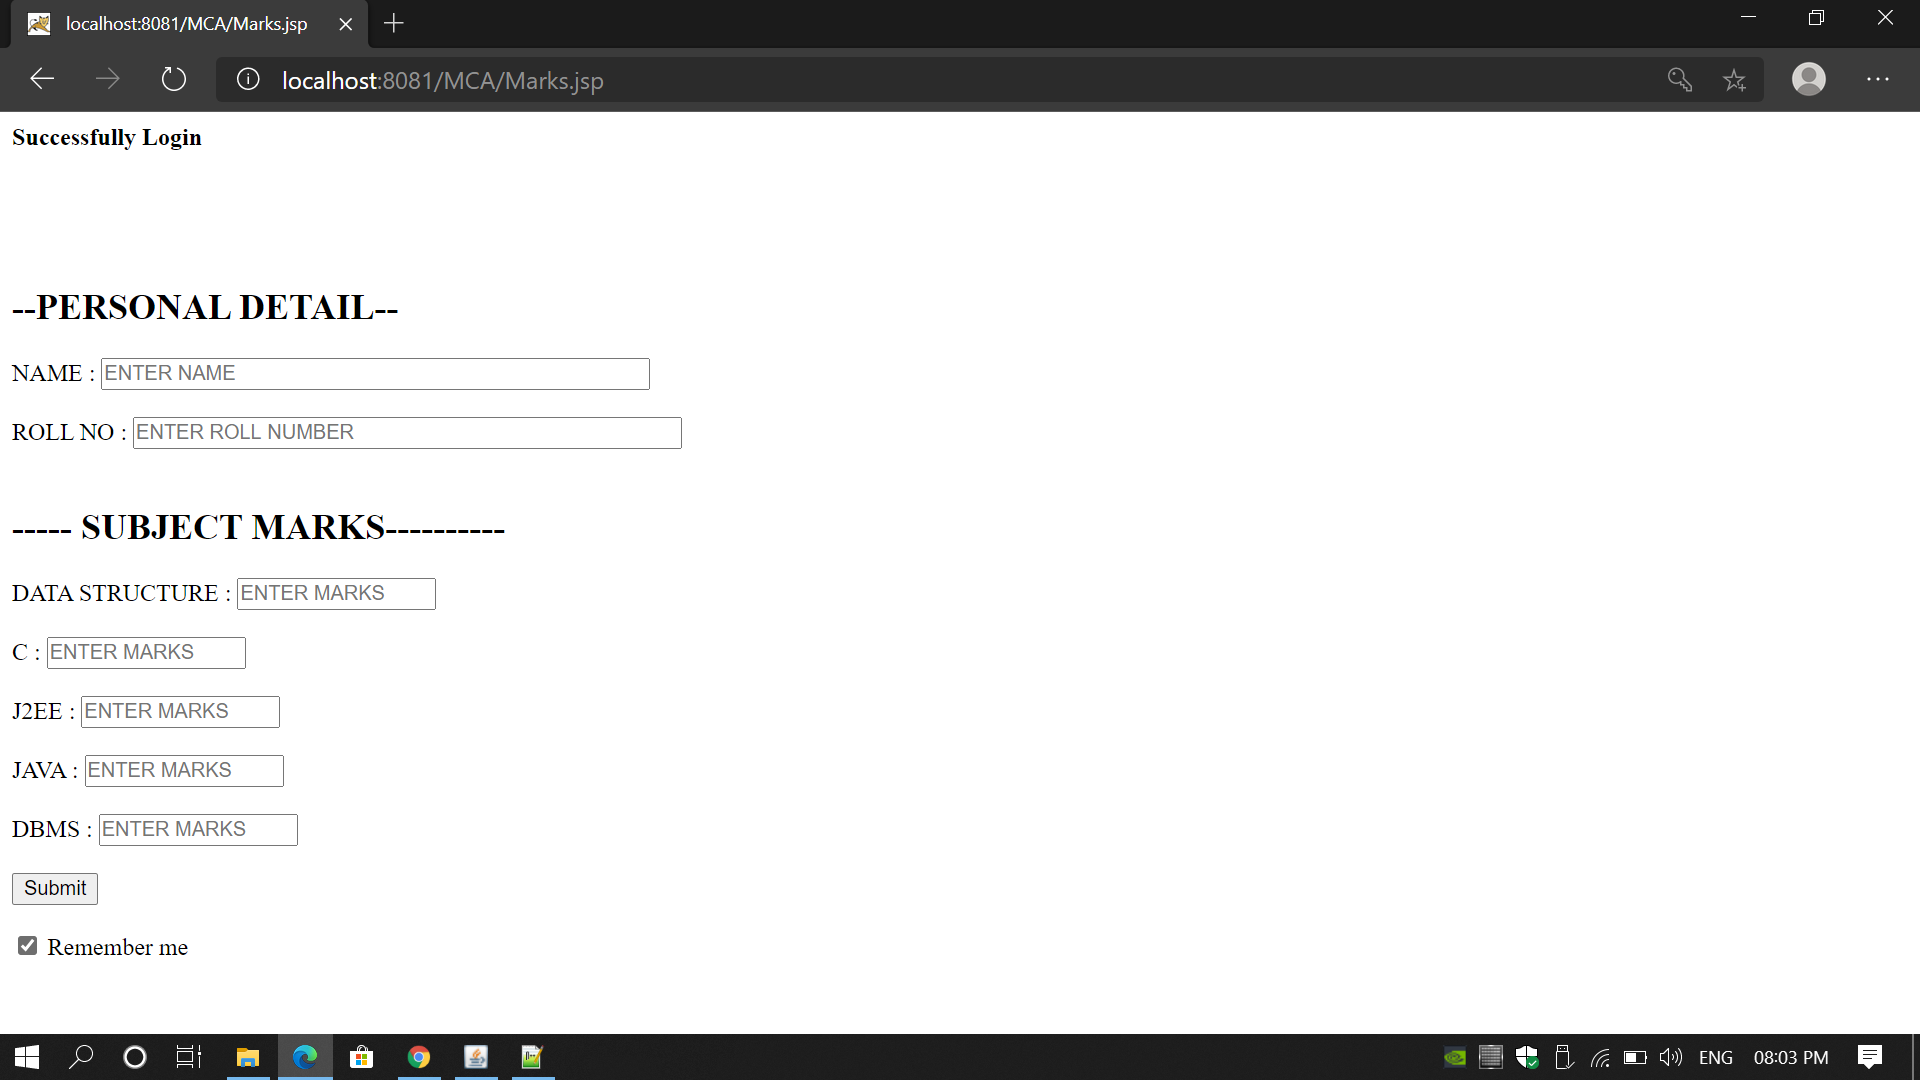 localhost:8081/MCA/Marks.jsp
localhost:8081/MCA/Marks.jsp
Successfully Login
--PERSONAL DETAIL--
NAME : ENTER NAME
ROLL NO : ENTER ROLL NUMBER
----- SUBJECT MARKS----------
DATA STRUCTURE : ENTER MARKS
C : ENTER MARKS
J2EE : ENTER MARKS
JAVA : ENTER MARKS
DBMS : ENTER MARKS
Submit
Remember me
ENG 08:03 PM